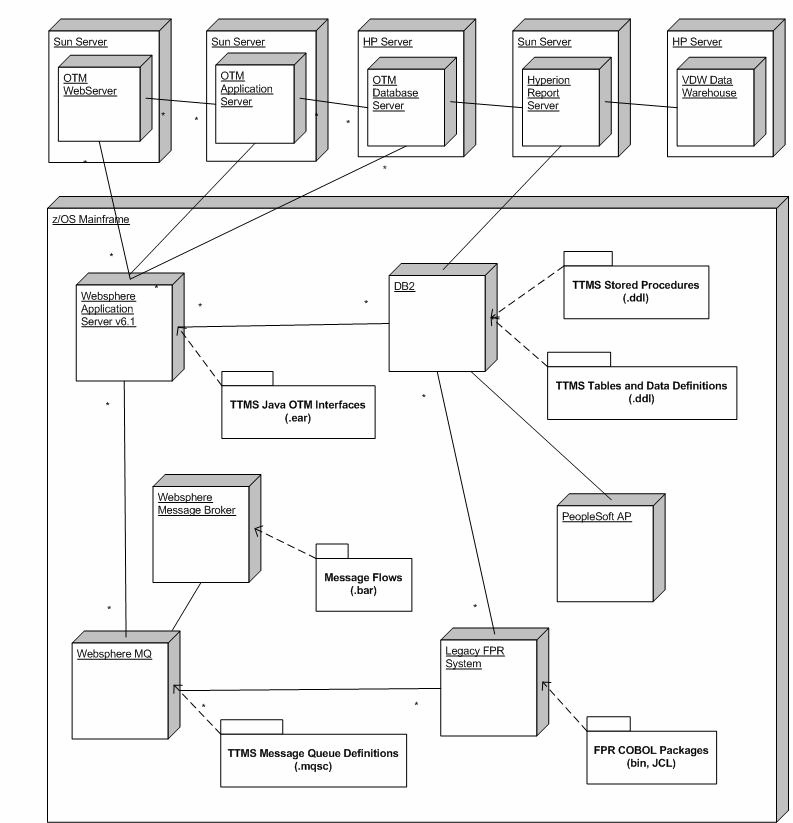 Sun Server
OTM
WebServer
Sun Server
OTM
Application
Server
HP Server
OTM
Database
Server
Sun Server
Hyperion
Report
Server
HP Server
VDW Data
Warehouse
*
*
*
*
*
*
z/OS Mainframe
*
*
Websphere
Application
Server v6.1
*
*
DB2
TTMS Stored Procedures
(.ddl)
TTMS Tables and Data Definitions
(.ddl)
TTMS Java OTM Interfaces
(.ear)
*
*
Websphere
Message Broker
Message Flows
(.bar)
PeopleSoft AP
*
*
Websphere MQ
Legacy FPR
System
*
*
TTMS Message Queue Definitions
(.mqsc)
FPR COBOL Packages
(bin, JCL)